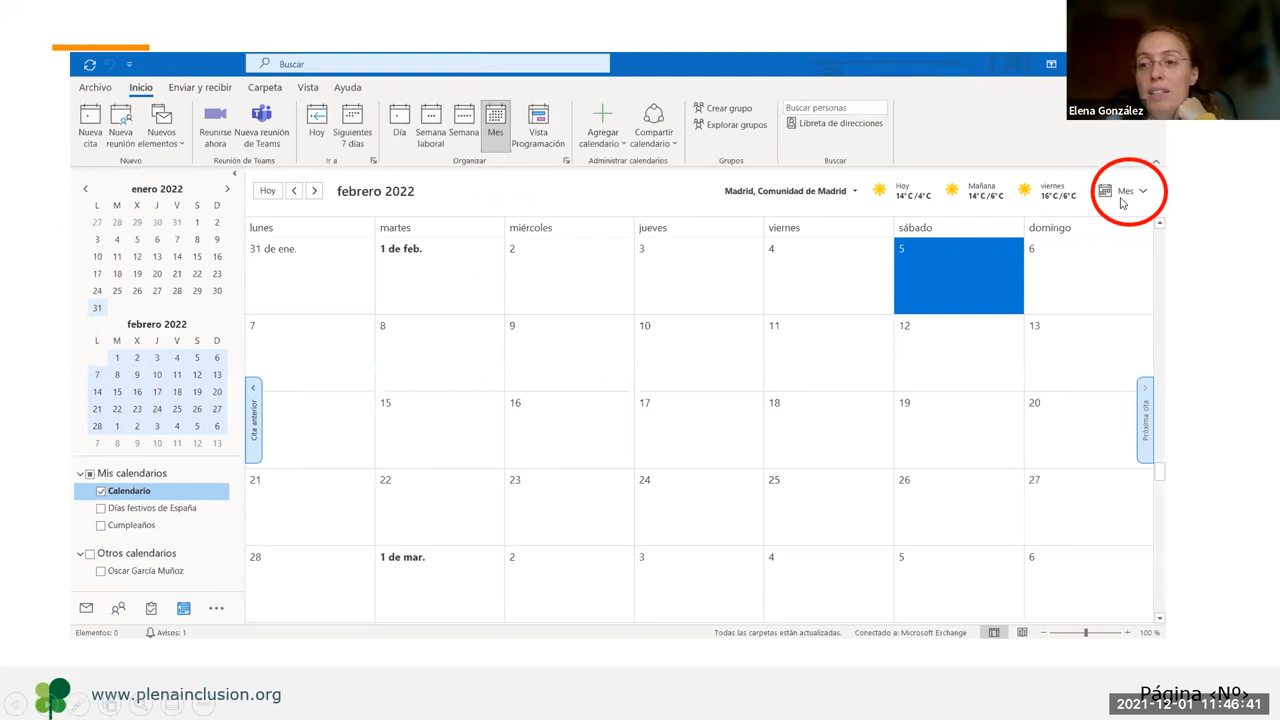 Buscar
Elena González
Archivo Inicio Enviar y recibir Carpeta Vista Ayuda
Nueva cita
Nueva reunión
Nuevos elementos
Reunirse ahora
Nueva reunión de Teams
Hoy
Siguientes 7 días
Día
Semana laboral
Semana
Mes
Vista Programación
Agregar calendario
Compartir calendario
Crear grupo
Explorar grupos
Buscar personas
Libreta de direcciones
Nuevo Reunión de Teams Ir a Organizar Administrar calendarios Grupos Buscar
enero 2022
L M X J V S D
27 28 29 30 31 1 2
3 4 5 6 7 8 9
10 11 12 13 14 15 16
17 18 19 20 21 22 23
24 25 26 27 28 29 30
31
febrero 2022
L M X J V S D
1 2 3 4 5 6
7 8 9 10 11 12 13
14 15 16 17 18 19 20
21 22 23 24 25 26 27
28 1 2 3 4 5 6
7 8 9 10 11 12 13
Mis calendarios
Calendario
Días festivos de España
Cumpleaños
Otros calendarios
Oscar García Muñoz
Hoy febrero 2022 Madrid, Comunidad de Madrid
Hoy
14°C/4°C
Mañana
14°C/6°C
viernes
16°C/6°C
Mes
lunes martes miércoles jueves viernes sábado domingo
31 de ene. 1 de feb. 2 3 4 5 6
7 8 9 10 11 12 13
15 16 17 18 19 20
21 22 23 24 25 26 27
28 1 de mar. 2 3 4 5 6
Cita anterior
Próxima cita
Elementos: 0 Avisos: 1 Todas las carpetas están actualizadas. Conectado a: Microsoft Exchange 100 %
www.plenainclusion.org
Página ‹Nº›
2021-12-01 11:46:41